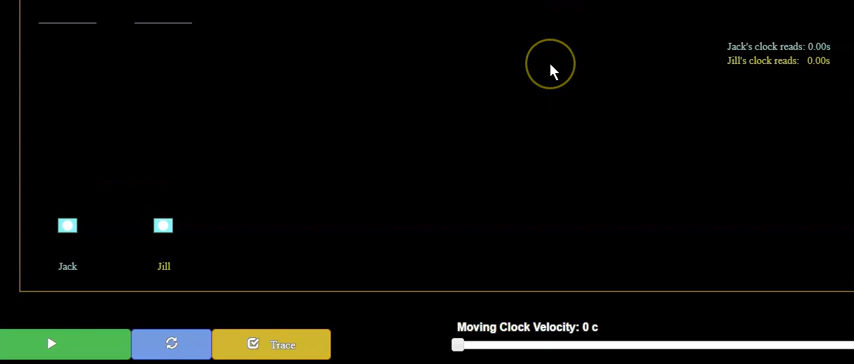 Jack's clock reads: 0.00s
Jill's clock reads: 0.00s
Jack
Jill
Moving Clock Velocity: 0 c
Trace